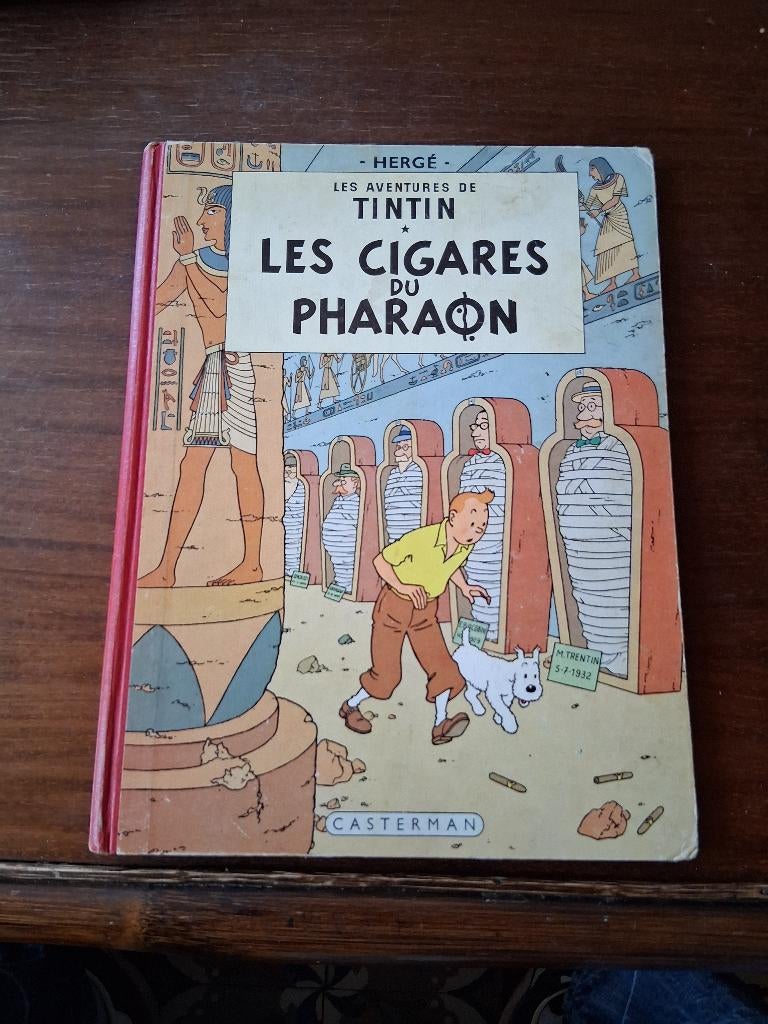 - HERGÉ -
LES AVENTURES DE
TINTIN
LES CIGARES
DU
PHARAON
M. TRENTIN
5-7-1932
CASTERMAN